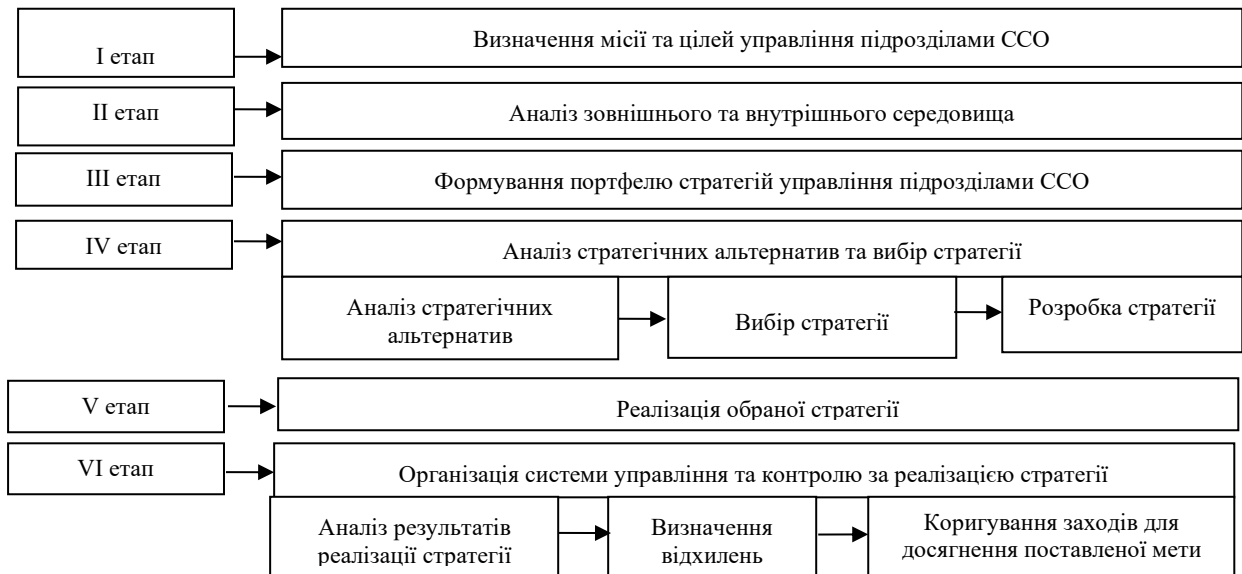 І етап
Визначення місії та цілей управління підрозділами ССО
ІІ етап
Аналіз зовнішнього та внутрішнього середовища
ІІІ етап
Формування портфелю стратегій управління підрозділами ССО
IV етап
Аналіз стратегічних альтернатив та вибір стратегії
Аналіз стратегічних
альтернатив
Вибір стратегії
Розробка стратегії
V етап
Реалізація обраної стратегії
VI етап
Організація системи управління та контролю за реалізацією стратегії
Аналіз результатів
реалізації стратегії
Визначення
відхилень
Коригування заходів для
досягнення поставленої мети